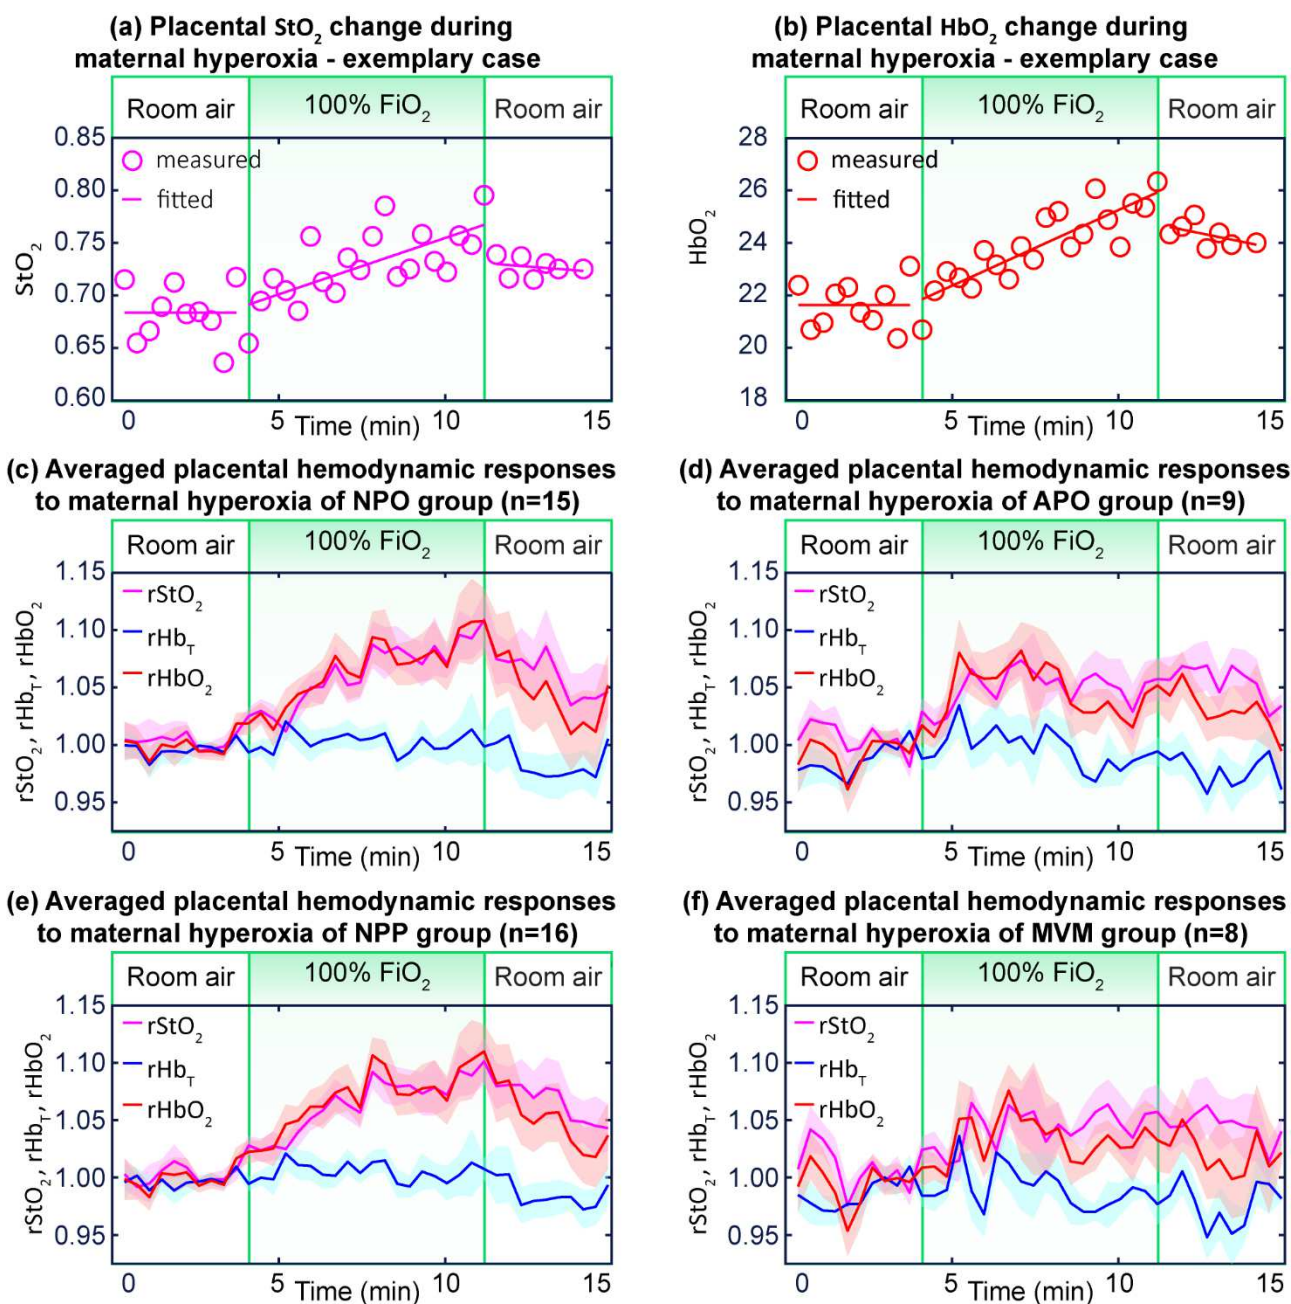 (a) Placental StO₂ change during
maternal hyperoxia - exemplary case
Room air
100% FiO₂
Room air
0.85
0.80
0.75
0.70
0.65
0.60
StO₂
measured
fitted
0
5
Time (min)
10
15
(b) Placental HbO₂ change during
maternal hyperoxia - exemplary case
Room air
100% FiO₂
Room air
28
26
24
22
20
18
HbO₂
measured
fitted
0
5
Time (min)
10
15
(c) Averaged placental hemodynamic responses
to maternal hyperoxia of NPO group (n=15)
Room air
100% FiO₂
Room air
1.15
1.10
1.05
1.00
0.95
rStO₂, rHb_T, rHbO₂
rStO₂
rHb_T
rHbO₂
0
5
Time (min)
10
15
(d) Averaged placental hemodynamic responses
to maternal hyperoxia of APO group (n=9)
Room air
100% FiO₂
Room air
1.15
1.10
1.05
1.00
0.95
rStO₂, rHb_T, rHbO₂
rStO₂
rHb_T
rHbO₂
0
5
Time (min)
10
15
(e) Averaged placental hemodynamic responses
to maternal hyperoxia of NPP group (n=16)
Room air
100% FiO₂
Room air
1.15
1.10
1.05
1.00
0.95
rStO₂, rHb_T, rHbO₂
rStO₂
rHb_T
rHbO₂
0
5
Time (min)
10
15
(f) Averaged placental hemodynamic responses
to maternal hyperoxia of MVM group (n=8)
Room air
100% FiO₂
Room air
1.15
1.10
1.05
1.00
0.95
rStO₂, rHb_T, rHbO₂
rStO₂
rHb_T
rHbO₂
0
5
Time (min)
10
15